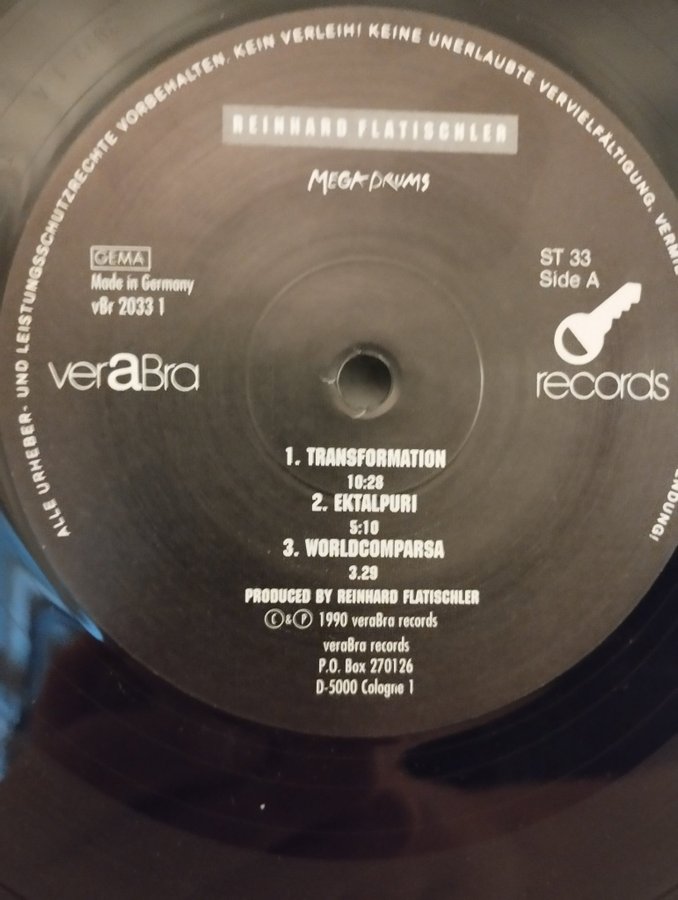 ALLE URHEBER- UND LEISTUNGSSCHUTZRECHTE VORBEHALTEN. KEIN VERLEIH! KEINE UNERLAUBTE VERVIELFÄLTIGUNG, VERMIE
ENDUNG!
REINHARD FLATISCHLER
MEGA DRUMS
GEMA
Made in Germany
vBr 2033 1
ST 33
Side A
veraBra
records
1. TRANSFORMATION
10:28
2. EKTALPURI
5:10
3. WORLDCOMPARSA
3.29
PRODUCED BY REINHARD FLATISCHLER
© & ℗ 1990 veraBra records
veraBra records
P.O. Box 270126
D-5000 Cologne 1